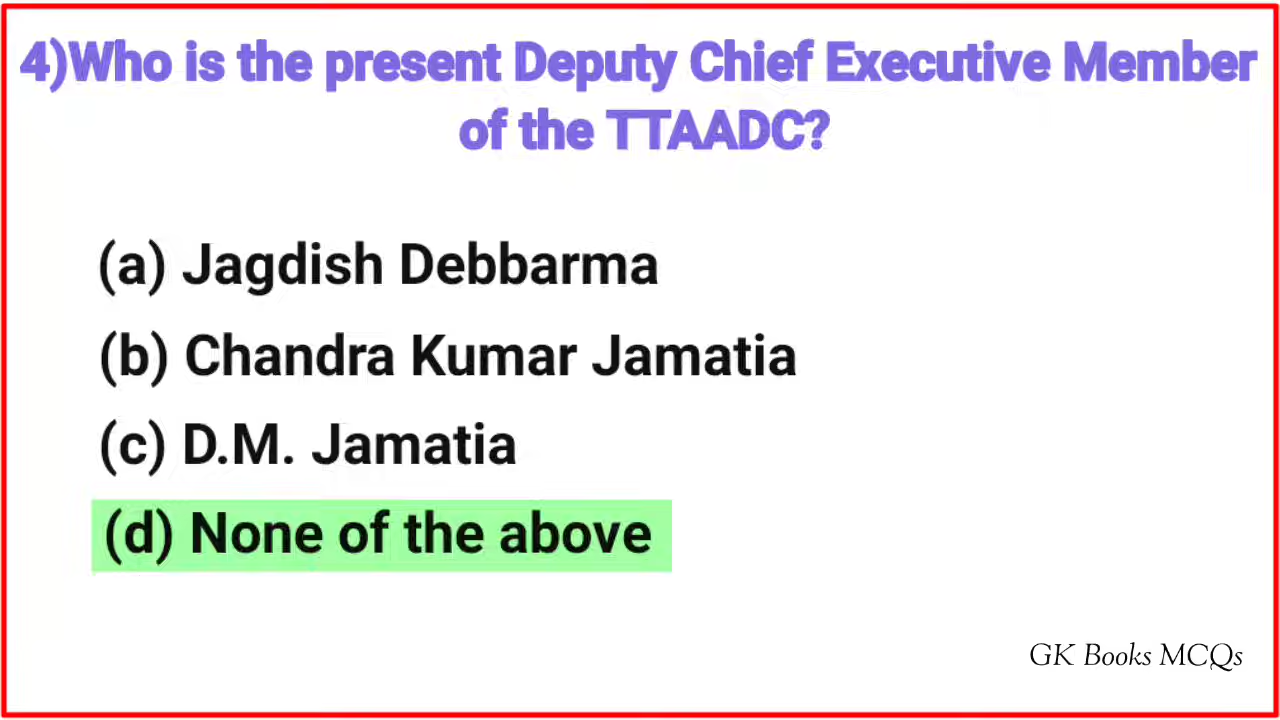 4)Who is the present Deputy Chief Executive Member
of the TTAADC?
(a) Jagdish Debbarma
(b) Chandra Kumar Jamatia
(c) D.M. Jamatia
(d) None of the above
GK Books MCQs